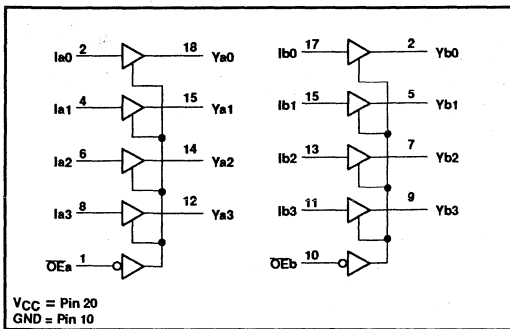 Ia0 2 18 Ya0
Ia1 4 15 Ya1
Ia2 6 14 Ya2
Ia3 8 12 Ya3
OEa 1
Ib0 17 2 Yb0
Ib1 15 5 Yb1
Ib2 13 7 Yb2
Ib3 11 9 Yb3
OEb 10
VCC = Pin 20
GND = Pin 10